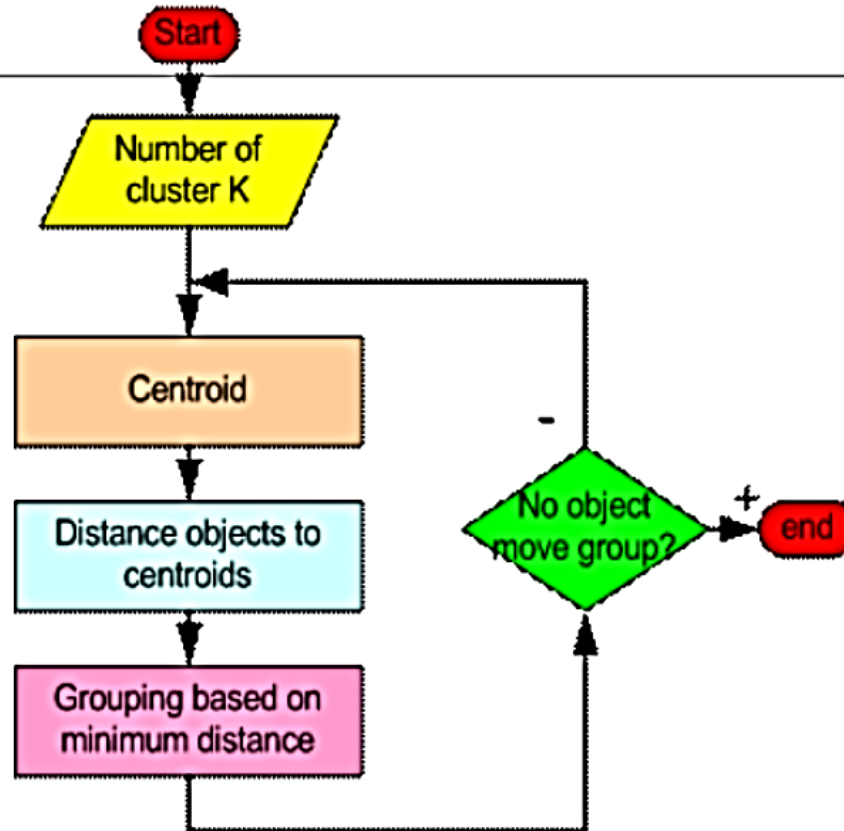 Start
Number of
cluster K
Centroid
Distance objects to
centroids
Grouping based on
minimum distance
-
No object
move group?
+
end